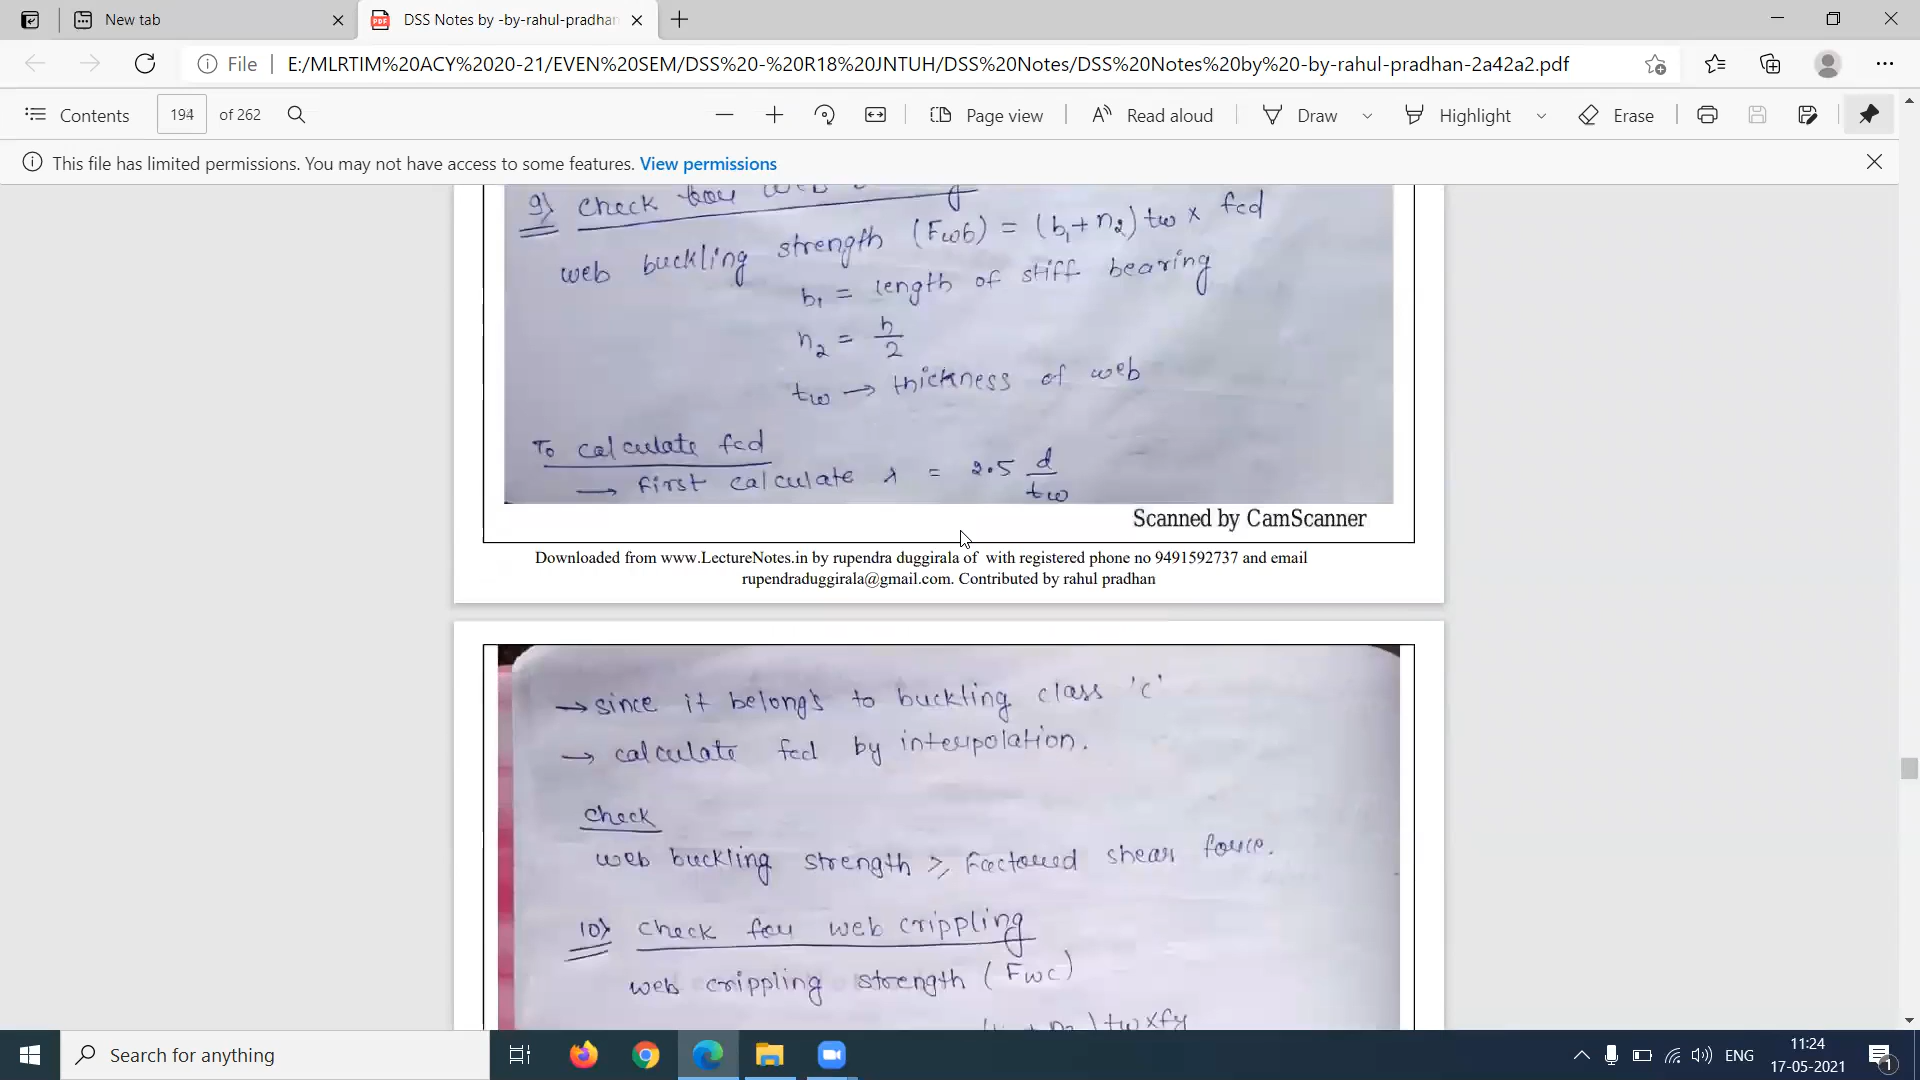 New tab
DSS Notes by -by-rahul-pradhan
File
E:/MLRTIM%20ACY%2020-21/EVEN%20SEM/DSS%20-%20R18%20JNTUH/DSS%20Notes/DSS%20Notes%20by%20-by-rahul-pradhan-2a42a2.pdf
Contents
194 of 262
Page view
Read aloud
Draw
Highlight
Erase
This file has limited permissions. You may not have access to some features. View permissions
9) check for web
web buckling strength (Fwb) = (b1 + n2) tw × fcd
b1 = length of stiff bearing
n2 = h/2
tw → thickness of web
To calculate fcd
→ first calculate λ = 2.5 d/tw
Scanned by CamScanner
Downloaded from www.LectureNotes.in by rupendra duggirala of with registered phone no 9491592737 and email
rupendraduggirala@gmail.com. Contributed by rahul pradhan
→ since it belong's to buckling class 'c'
→ calculate fcd by interpolation.
check
web buckling strength ⩾ Factored shear force.
10) check for web crippling
web crippling strength (Fwc)
) tw×fy
Search for anything
ENG
11:24
17-05-2021
1